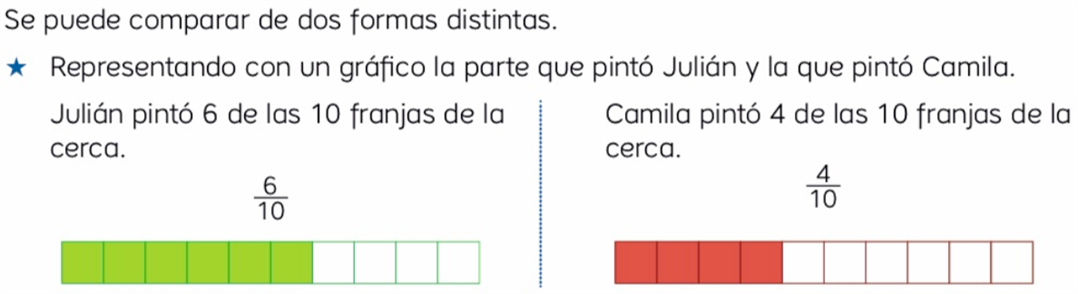 Se puede comparar de dos formas distintas.
★ Representando con un gráfico la parte que pintó Julián y la que pintó Camila.
Julián pintó 6 de las 10 franjas de la
cerca.
6
10
Camila pintó 4 de las 10 franjas de la
cerca.
4
10